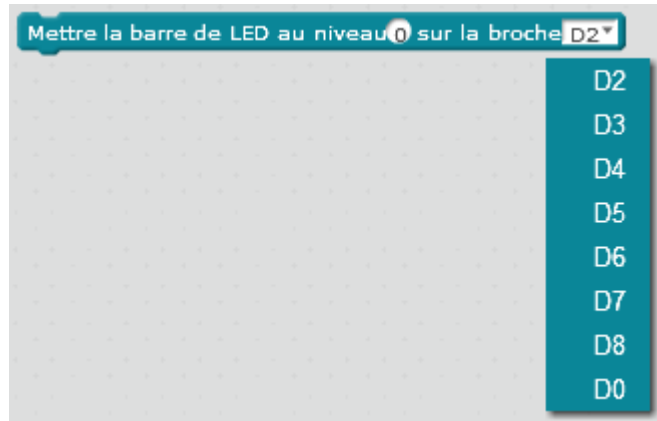 Mettre la barre de LED au niveau 0 sur la broche D2
D2
D3
D4
D5
D6
D7
D8
D0